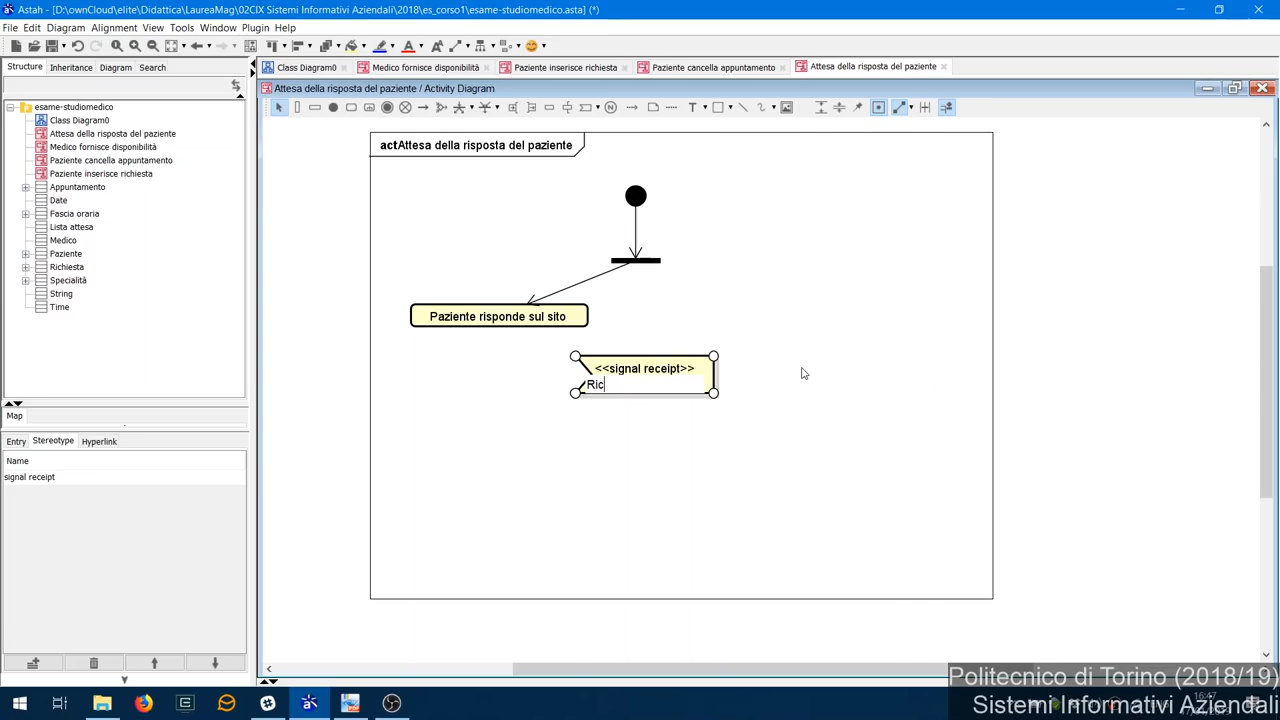 Astah - [D:\ownCloud\elite\Didattica\LaureaMag\02CIX Sistemi Informativi Aziendali\2018\es_corso1\esame-studiomedico.asta] (*)
File Edit Diagram Alignment Tools Window Plugin Help
Structure Inheritance Diagram Search
Class Diagram0 Medico fornisce disponibilità Paziente inserisce richiesta Paziente cancella appuntamento Attesa della risposta del paziente
Attesa della risposta del paziente / Activity Diagram
esame-studiomedico
Class Diagram0
Attesa della risposta del paziente
Medico fornisce disponibilità
Paziente cancella appuntamento
Paziente inserisce richiesta
Appuntamento
Date
Fascia oraria
Lista attesa
Medico
Paziente
Richiesta
Specialità
String
Time
Map
Entry Stereotype Hyperlink
Name
signal receipt
act Attesa della risposta del paziente
Paziente risponde sul sito
<<signal receipt>>
Ric
Politecnico di Torino (2018/19)
Sistemi Informativi Aziendali
16:47